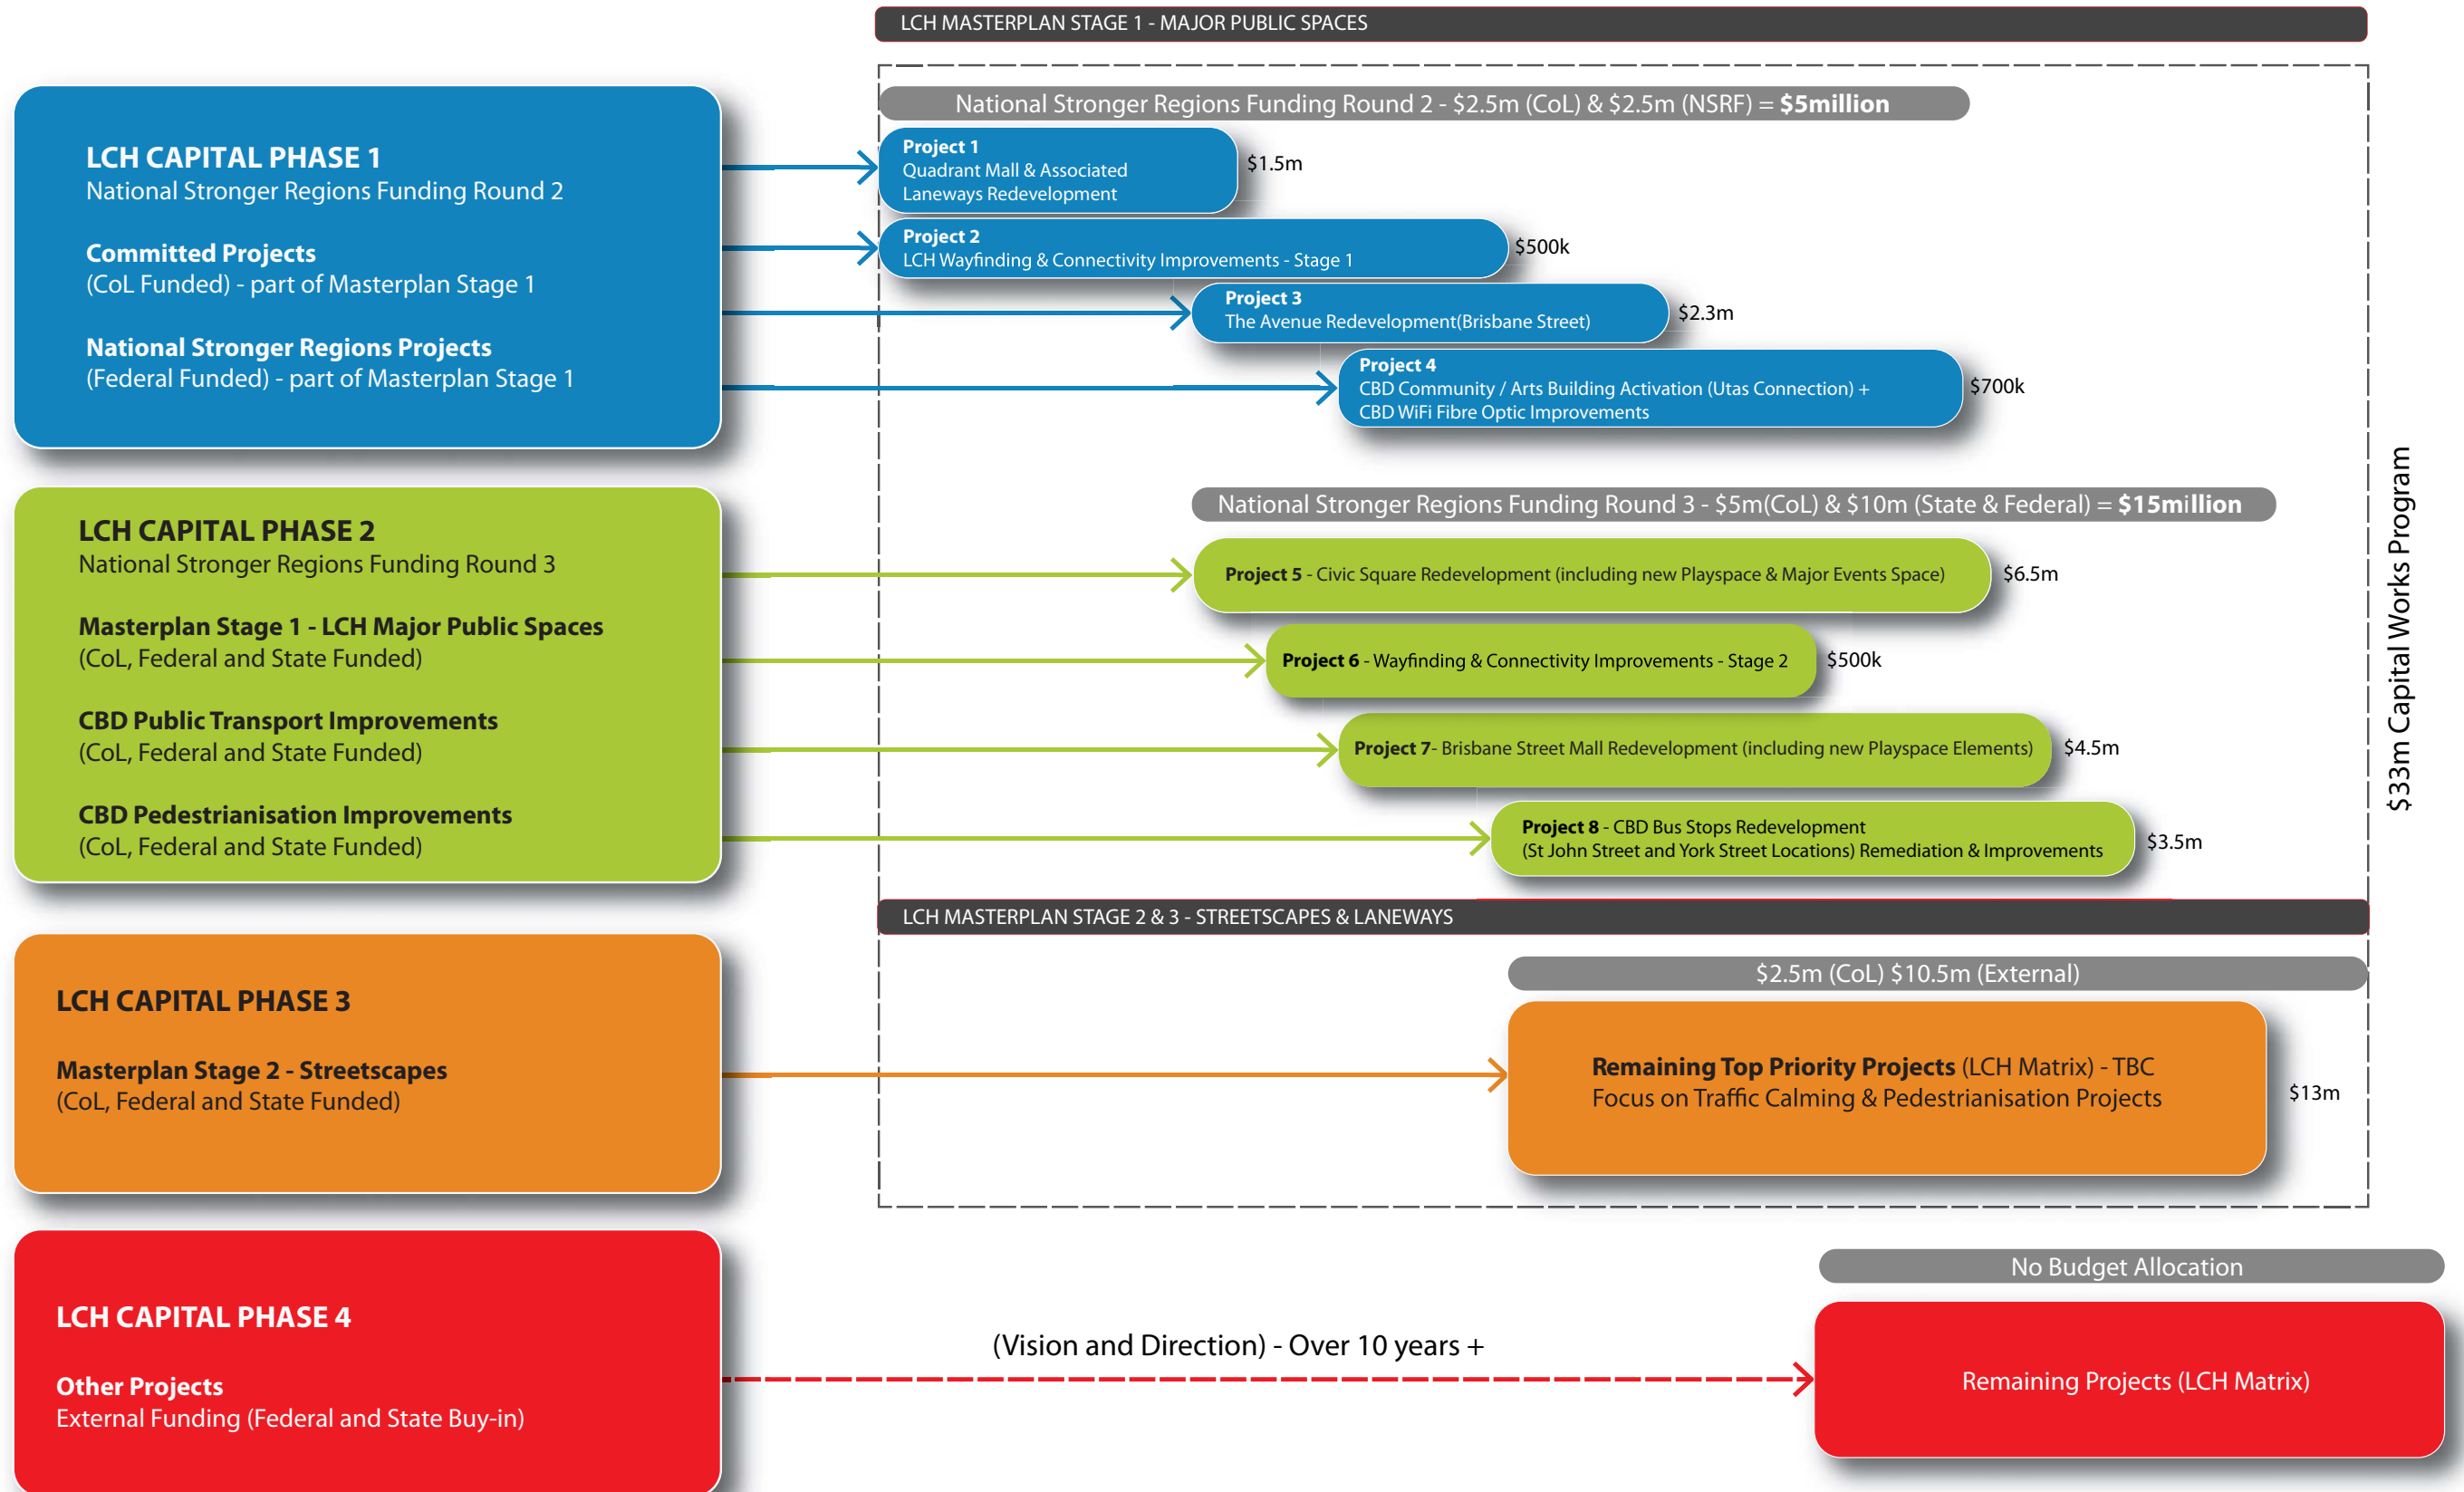 LCH MASTERPLAN STAGE 1 - MAJOR PUBLIC SPACES
LCH CAPITAL PHASE 1
National Stronger Regions Funding Round 2
Committed Projects
(CoL Funded) - part of Masterplan Stage 1
National Stronger Regions Projects
(Federal Funded) - part of Masterplan Stage 1
National Stronger Regions Funding Round 2 - $2.5m (CoL) & $2.5m (NSRF) = $5million
Project 1
Quadrant Mall & Associated
Laneways Redevelopment
$1.5m
Project 2
LCH Wayfinding & Connectivity Improvements - Stage 1
$500k
Project 3
The Avenue Redevelopment(Brisbane Street)
$2.3m
Project 4
CBD Community / Arts Building Activation (Utas Connection) +
CBD WiFi Fibre Optic Improvements
$700k
LCH CAPITAL PHASE 2
National Stronger Regions Funding Round 3
Masterplan Stage 1 - LCH Major Public Spaces
(CoL, Federal and State Funded)
CBD Public Transport Improvements
(CoL, Federal and State Funded)
CBD Pedestrianisation Improvements
(CoL, Federal and State Funded)
National Stronger Regions Funding Round 3 - $5m(CoL) & $10m (State & Federal) = $15million
Project 5 - Civic Square Redevelopment (including new Playspace & Major Events Space)
$6.5m
Project 6 - Wayfinding & Connectivity Improvements - Stage 2
$500k
Project 7- Brisbane Street Mall Redevelopment (including new Playspace Elements)
$4.5m
Project 8 - CBD Bus Stops Redevelopment
(St John Street and York Street Locations) Remediation & Improvements
$3.5m
$33m Capital Works Program
LCH MASTERPLAN STAGE 2 & 3 - STREETSCAPES & LANEWAYS
LCH CAPITAL PHASE 3
Masterplan Stage 2 - Streetscapes
(CoL, Federal and State Funded)
$2.5m (CoL) $10.5m (External)
Remaining Top Priority Projects (LCH Matrix) - TBC
Focus on Traffic Calming & Pedestrianisation Projects
$13m
LCH CAPITAL PHASE 4
Other Projects
External Funding (Federal and State Buy-in)
(Vision and Direction) - Over 10 years +
No Budget Allocation
Remaining Projects (LCH Matrix)